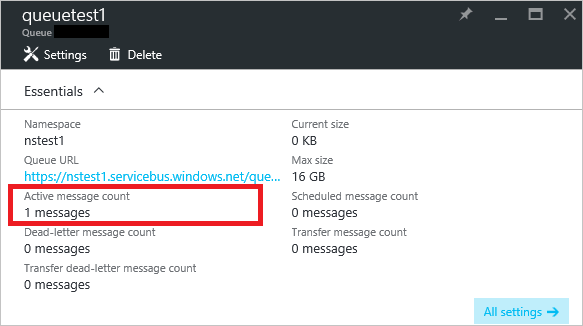 queuetest1
Queue
Settings Delete
Essentials
Namespace
nstest1
Current size
0 KB
Queue URL
https://nstest1.servicebus.windows.net/que...
Max size
16 GB
Active message count
1 messages
Scheduled message count
0 messages
Dead-letter message count
0 messages
Transfer message count
0 messages
Transfer dead-letter message count
0 messages
All settings →